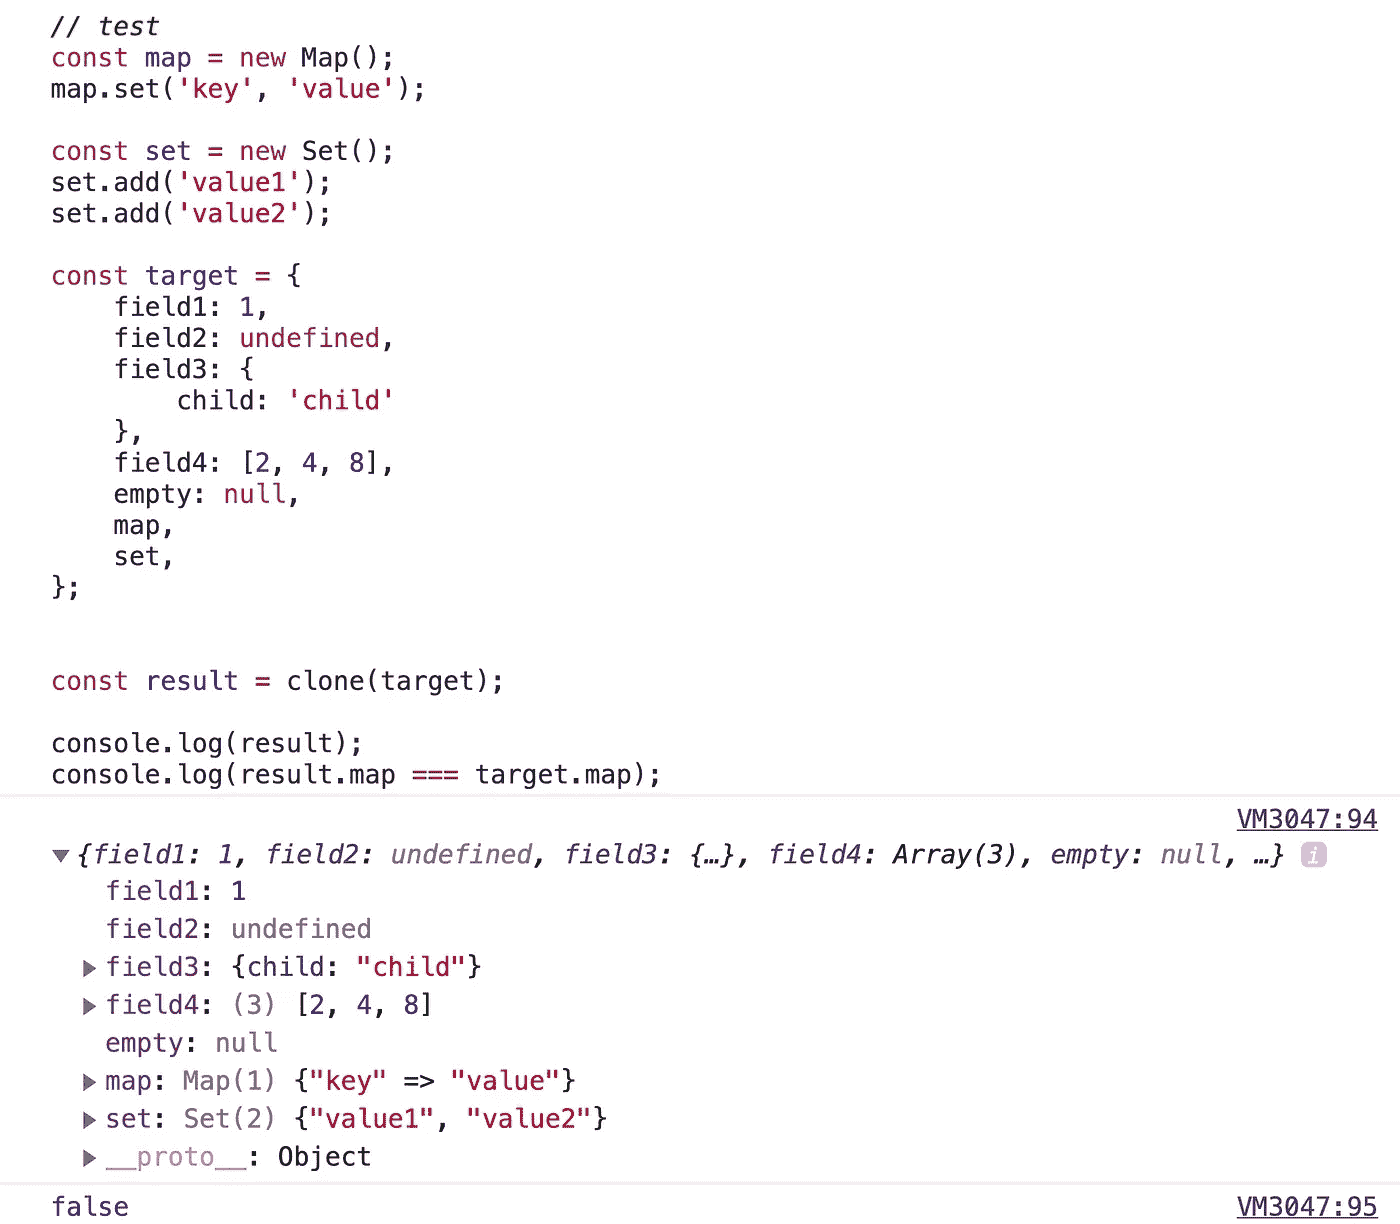 // test
const map = new Map();
map.set('key', 'value');
const set = new Set();
set.add('value1');
set.add('value2');
const target = {
    field1: 1,
    field2: undefined,
    field3: {
        child: 'child'
    },
    field4: [2, 4, 8],
    empty: null,
    map,
    set,
};
const result = clone(target);
console.log(result);
console.log(result.map === target.map);
VM3047:94
▼{field1: 1, field2: undefined, field3: {…}, field4: Array(3), empty: null, …} i
field1: 1
field2: undefined
▶field3: {child: "child"}
▶field4: (3) [2, 4, 8]
empty: null
▶map: Map(1) {"key" => "value"}
▶set: Set(2) {"value1", "value2"}
▶__proto__: Object
false VM3047:95